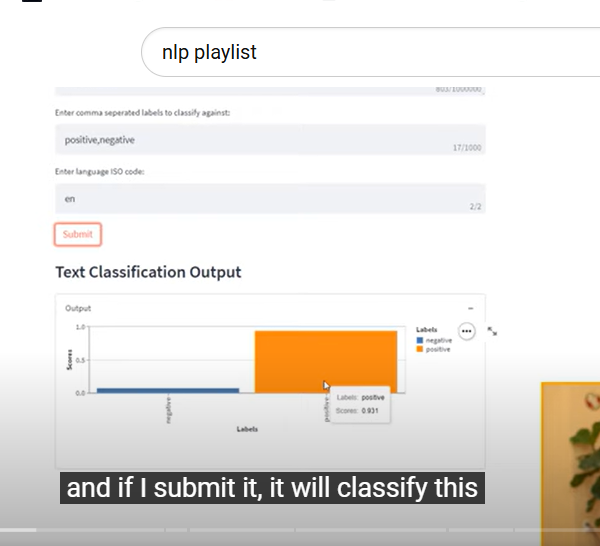 nlp playlist
803/1000000
Enter comma seperated labels to classify against:
positive,negative
17/1000
Enter language ISO code:
en
2/2
Submit
Text Classification Output
Output
1.0
0.5
0.0
Scores
negative
positive
Labels
Labels
negative
positive
Labels: positive
Scores: 0.931
and if I submit it, it will classify this